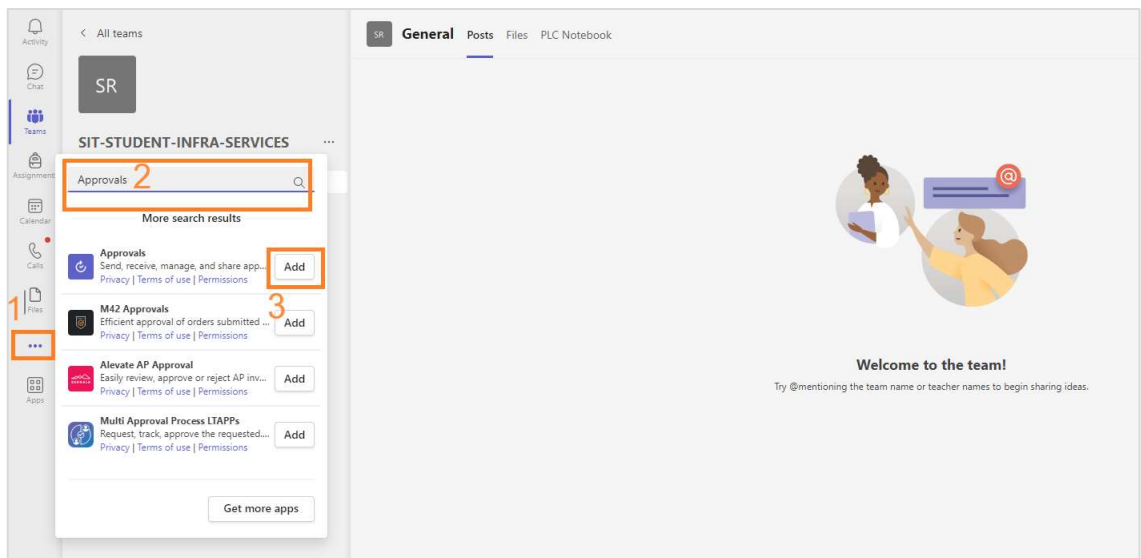 Activity
Chat
Teams
Assignment
Calendar
Calls
Files
Apps
1
< All teams
SR
SIT-STUDENT-INFRA-SERVICES ...
Approvals 2
More search results
Approvals
Send, receive, manage, and share app...
Privacy | Terms of use | Permissions
Add
3
M42 Approvals
Efficient approval of orders submitted ...
Privacy | Terms of use | Permissions
Add
Alevate AP Approval
Easily review, approve or reject AP inv...
Privacy | Terms of use | Permissions
Add
Multi Approval Process LTAPPs
Request, track, approve the requested....
Privacy | Terms of use | Permissions
Add
Get more apps
SR General Posts Files PLC Notebook
@
Welcome to the team!
Try @mentioning the team name or teacher names to begin sharing ideas.